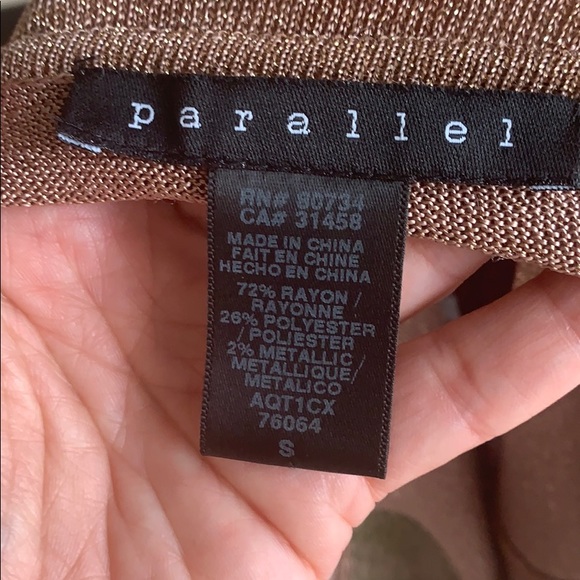 parallel
RN# 90734
CA# 31458
MADE IN CHINA
FAIT EN CHINE
HECHO EN CHINA
72% RAYON /
RAYONNE
26% POLYESTER
/ POLIESTER
2% METALLIC /
METALLIQUE /
METALICO
AQT1CX
76064
S